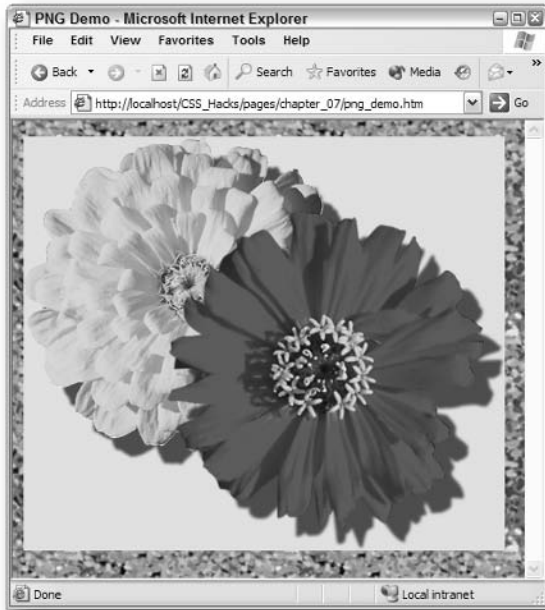 PNG Demo - Microsoft Internet Explorer
File Edit View Favorites Tools Help
Back Search Favorites Media »
Address http://localhost/CSS_Hacks/pages/chapter_07/png_demo.htm Go
Done Local intranet